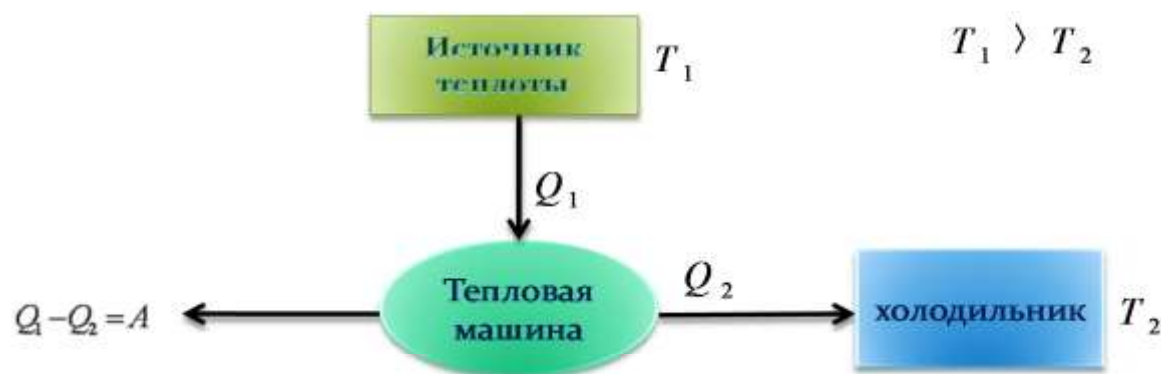 Источник
теплоты
T₁
T₁ 〉 T₂
Q₁
Тепловая
машина
Q₂
Q₁−Q₂=A
холодильник
T₂